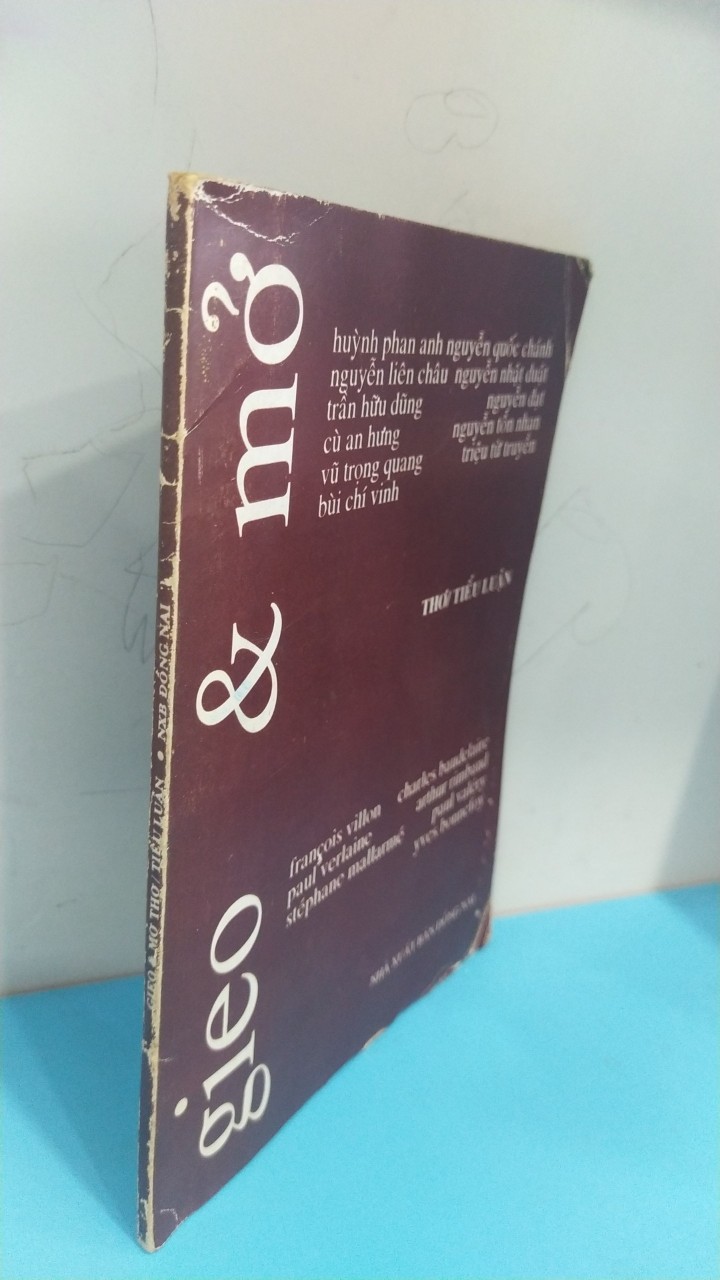 gieo & mở
huỳnh phan anh nguyễn quốc chánh
nguyễn liên châu nguyễn nhật duật
trần hữu dũng nguyễn đạt
cù an hưng nguyễn tôn nhan
vũ trọng quang triệu từ truyền
bùi chí vinh
THƠ/ TIỂU LUẬN
françois villon charles baudelaire
paul verlaine arthur rimbaud
stéphane mallarmé paul valéry
yves bonnefoy
NHÀ XUẤT BẢN ĐỒNG NAI
GIEO & MỞ THƠ / TIỂU LUẬN • NXB ĐỒNG NAI